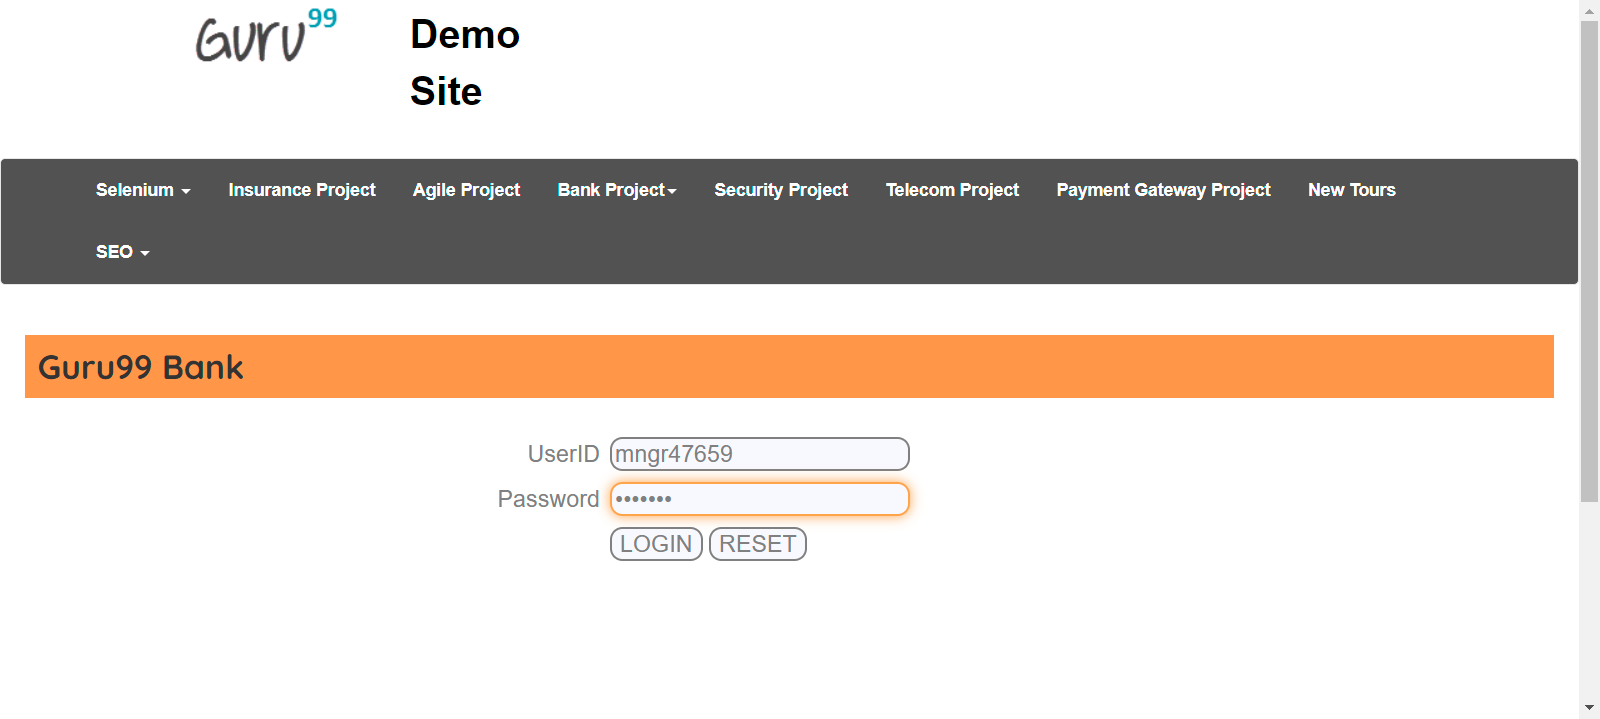 Guru99
Demo
Site
Selenium Insurance Project Agile Project Bank Project Security Project Telecom Project Payment Gateway Project New Tours
SEO
Guru99 Bank
UserID mngr47659
Password •••••••
LOGIN RESET